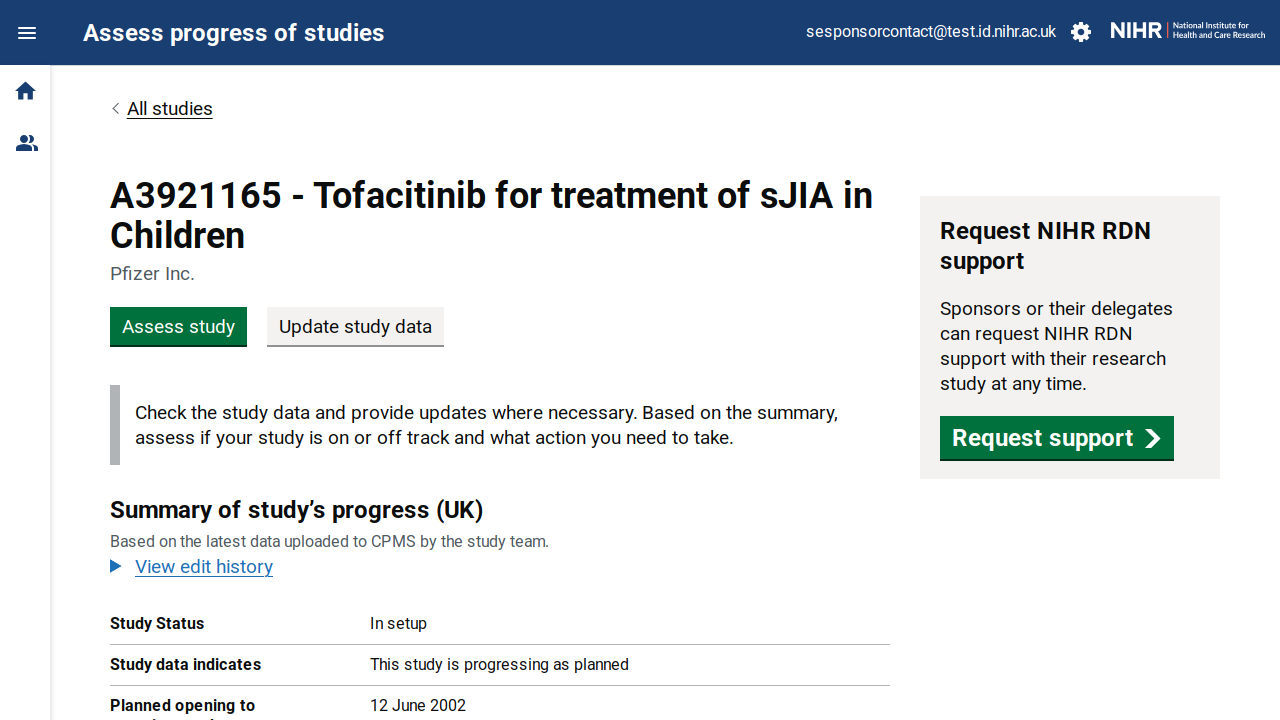 Assess progress of studies
sesponsorcontact@test.id.nihr.ac.uk
NIHR
National Institute for
Health and Care Research
All studies
A3921165 - Tofacitinib for treatment of sJIA in
Children
Pfizer Inc.
Assess study
Update study data
Check the study data and provide updates where necessary. Based on the summary,
assess if your study is on or off track and what action you need to take.
Summary of study’s progress (UK)
Based on the latest data uploaded to CPMS by the study team.
View edit history
Study Status In setup
Study data indicates This study is progressing as planned
Planned opening to 12 June 2002
Request NIHR RDN
support
Sponsors or their delegates
can request NIHR RDN
support with their research
study at any time.
Request support